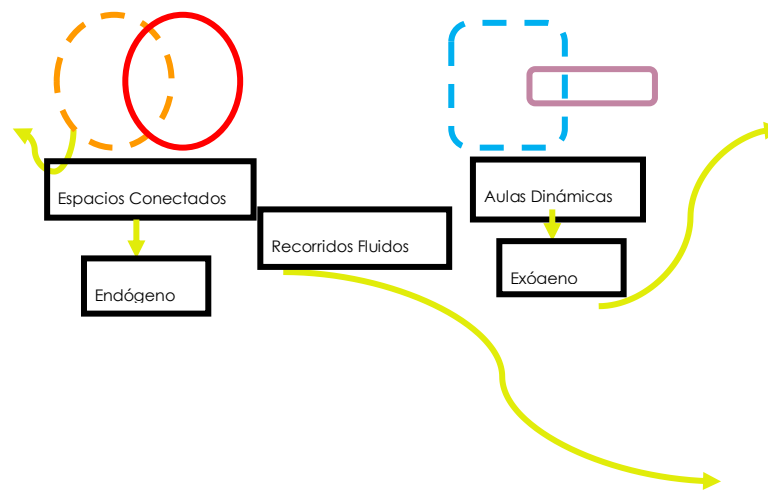 Espacios Conectados
Aulas Dinámicas
Recorridos Fluidos
Endógeno
Exógeno